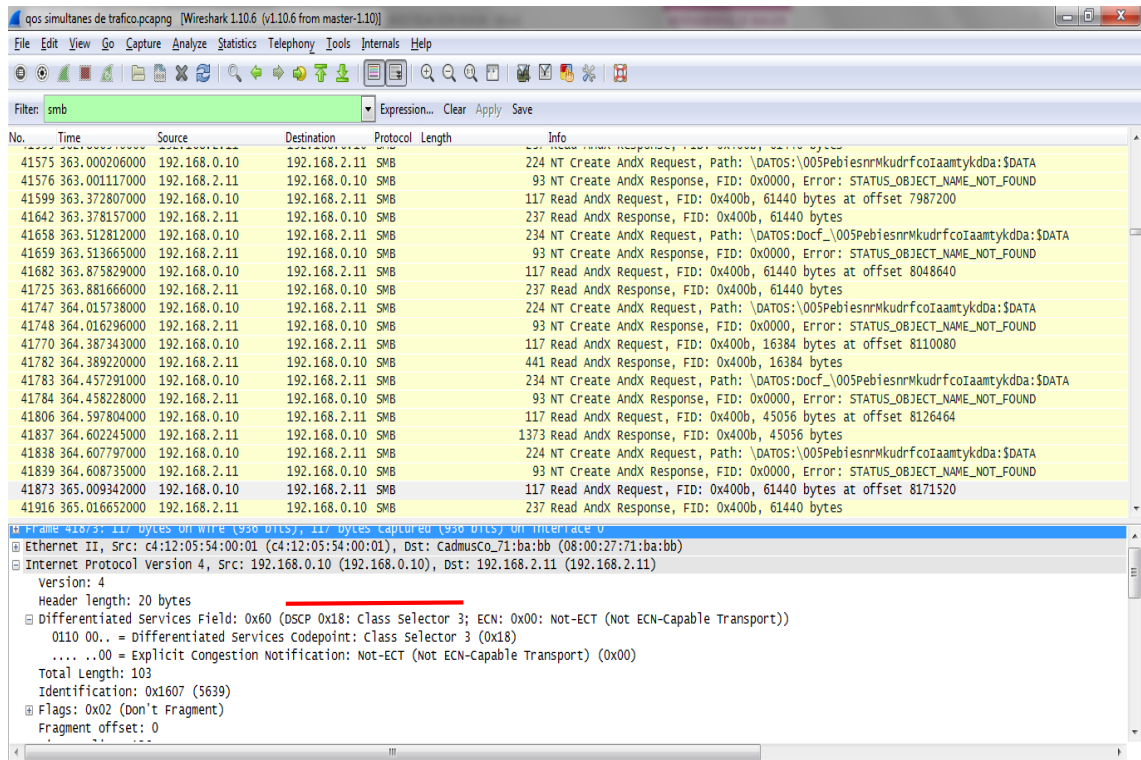 qos simultanes de trafico.pcapng [Wireshark 1.10.6 (v1.10.6 from master-1.10)]
File Edit View Go Capture Analyze Statistics Telephony Tools Internals Help
Filter: smb Expression... Clear Apply Save
No. Time Source Destination Protocol Length Info
41575 363.000206000 192.168.0.10 192.168.2.11 SMB 224 NT Create AndX Request, Path: \DATOS:\005PebiesnrMkudrfcoIaamtykdDa:$DATA
41576 363.001117000 192.168.2.11 192.168.0.10 SMB 93 NT Create AndX Response, FID: 0x0000, Error: STATUS_OBJECT_NAME_NOT_FOUND
41599 363.372807000 192.168.0.10 192.168.2.11 SMB 117 Read AndX Request, FID: 0x400b, 61440 bytes at offset 7987200
41642 363.378157000 192.168.2.11 192.168.0.10 SMB 237 Read AndX Response, FID: 0x400b, 61440 bytes
41658 363.512812000 192.168.0.10 192.168.2.11 SMB 234 NT Create AndX Request, Path: \DATOS:Docf_\005PebiesnrMkudrfcoIaamtykdDa:$DATA
41659 363.513665000 192.168.2.11 192.168.0.10 SMB 93 NT Create AndX Response, FID: 0x0000, Error: STATUS_OBJECT_NAME_NOT_FOUND
41682 363.875829000 192.168.0.10 192.168.2.11 SMB 117 Read AndX Request, FID: 0x400b, 61440 bytes at offset 8048640
41725 363.881666000 192.168.2.11 192.168.0.10 SMB 237 Read AndX Response, FID: 0x400b, 61440 bytes
41747 364.015738000 192.168.0.10 192.168.2.11 SMB 224 NT Create AndX Request, Path: \DATOS:\005PebiesnrMkudrfcoIaamtykdDa:$DATA
41748 364.016296000 192.168.2.11 192.168.0.10 SMB 93 NT Create AndX Response, FID: 0x0000, Error: STATUS_OBJECT_NAME_NOT_FOUND
41770 364.387343000 192.168.0.10 192.168.2.11 SMB 117 Read AndX Request, FID: 0x400b, 16384 bytes at offset 8110080
41782 364.389220000 192.168.2.11 192.168.0.10 SMB 441 Read AndX Response, FID: 0x400b, 16384 bytes
41783 364.457291000 192.168.0.10 192.168.2.11 SMB 234 NT Create AndX Request, Path: \DATOS:Docf_\005PebiesnrMkudrfcoIaamtykdDa:$DATA
41784 364.458228000 192.168.2.11 192.168.0.10 SMB 93 NT Create AndX Response, FID: 0x0000, Error: STATUS_OBJECT_NAME_NOT_FOUND
41806 364.597804000 192.168.0.10 192.168.2.11 SMB 117 Read AndX Request, FID: 0x400b, 45056 bytes at offset 8126464
41837 364.602245000 192.168.2.11 192.168.0.10 SMB 1373 Read AndX Response, FID: 0x400b, 45056 bytes
41838 364.607797000 192.168.0.10 192.168.2.11 SMB 224 NT Create AndX Request, Path: \DATOS:\005PebiesnrMkudrfcoIaamtykdDa:$DATA
41839 364.608735000 192.168.2.11 192.168.0.10 SMB 93 NT Create AndX Response, FID: 0x0000, Error: STATUS_OBJECT_NAME_NOT_FOUND
41873 365.009342000 192.168.0.10 192.168.2.11 SMB 117 Read AndX Request, FID: 0x400b, 61440 bytes at offset 8171520
41916 365.016652000 192.168.2.11 192.168.0.10 SMB 237 Read AndX Response, FID: 0x400b, 61440 bytes
Frame 41873: 117 bytes on wire (936 bits), 117 bytes captured (936 bits) on interface 0
Ethernet II, Src: c4:12:05:54:00:01 (c4:12:05:54:00:01), Dst: CadmusCo_71:ba:bb (08:00:27:71:ba:bb)
Internet Protocol Version 4, Src: 192.168.0.10 (192.168.0.10), Dst: 192.168.2.11 (192.168.2.11)
Version: 4
Header length: 20 bytes
Differentiated Services Field: 0x60 (DSCP 0x18: Class Selector 3; ECN: 0x00: Not-ECT (Not ECN-Capable Transport))
0110 00.. = Differentiated Services Codepoint: Class Selector 3 (0x18)
.... ..00 = Explicit Congestion Notification: Not-ECT (Not ECN-Capable Transport) (0x00)
Total Length: 103
Identification: 0x1607 (5639)
Flags: 0x02 (Don't Fragment)
Fragment offset: 0